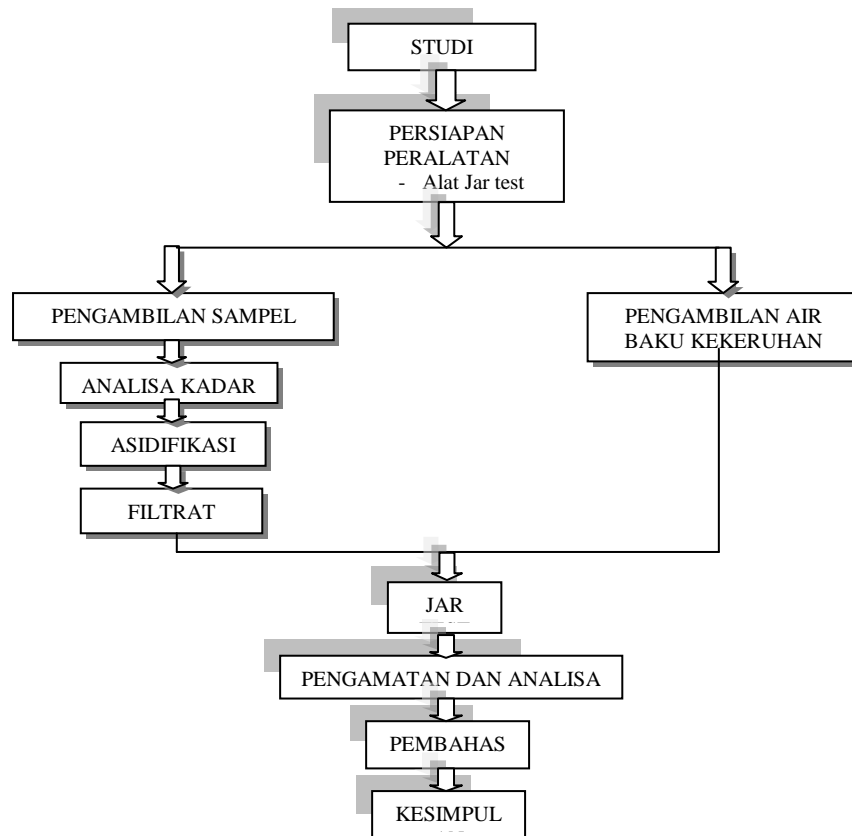 STUDI
PERSIAPAN
PERALATAN
- Alat Jar test
PENGAMBILAN SAMPEL
PENGAMBILAN AIR
BAKU KEKERUHAN
ANALISA KADAR
ASIDIFIKASI
FILTRAT
JAR
PENGAMATAN DAN ANALISA
PEMBAHAS
KESIMPUL